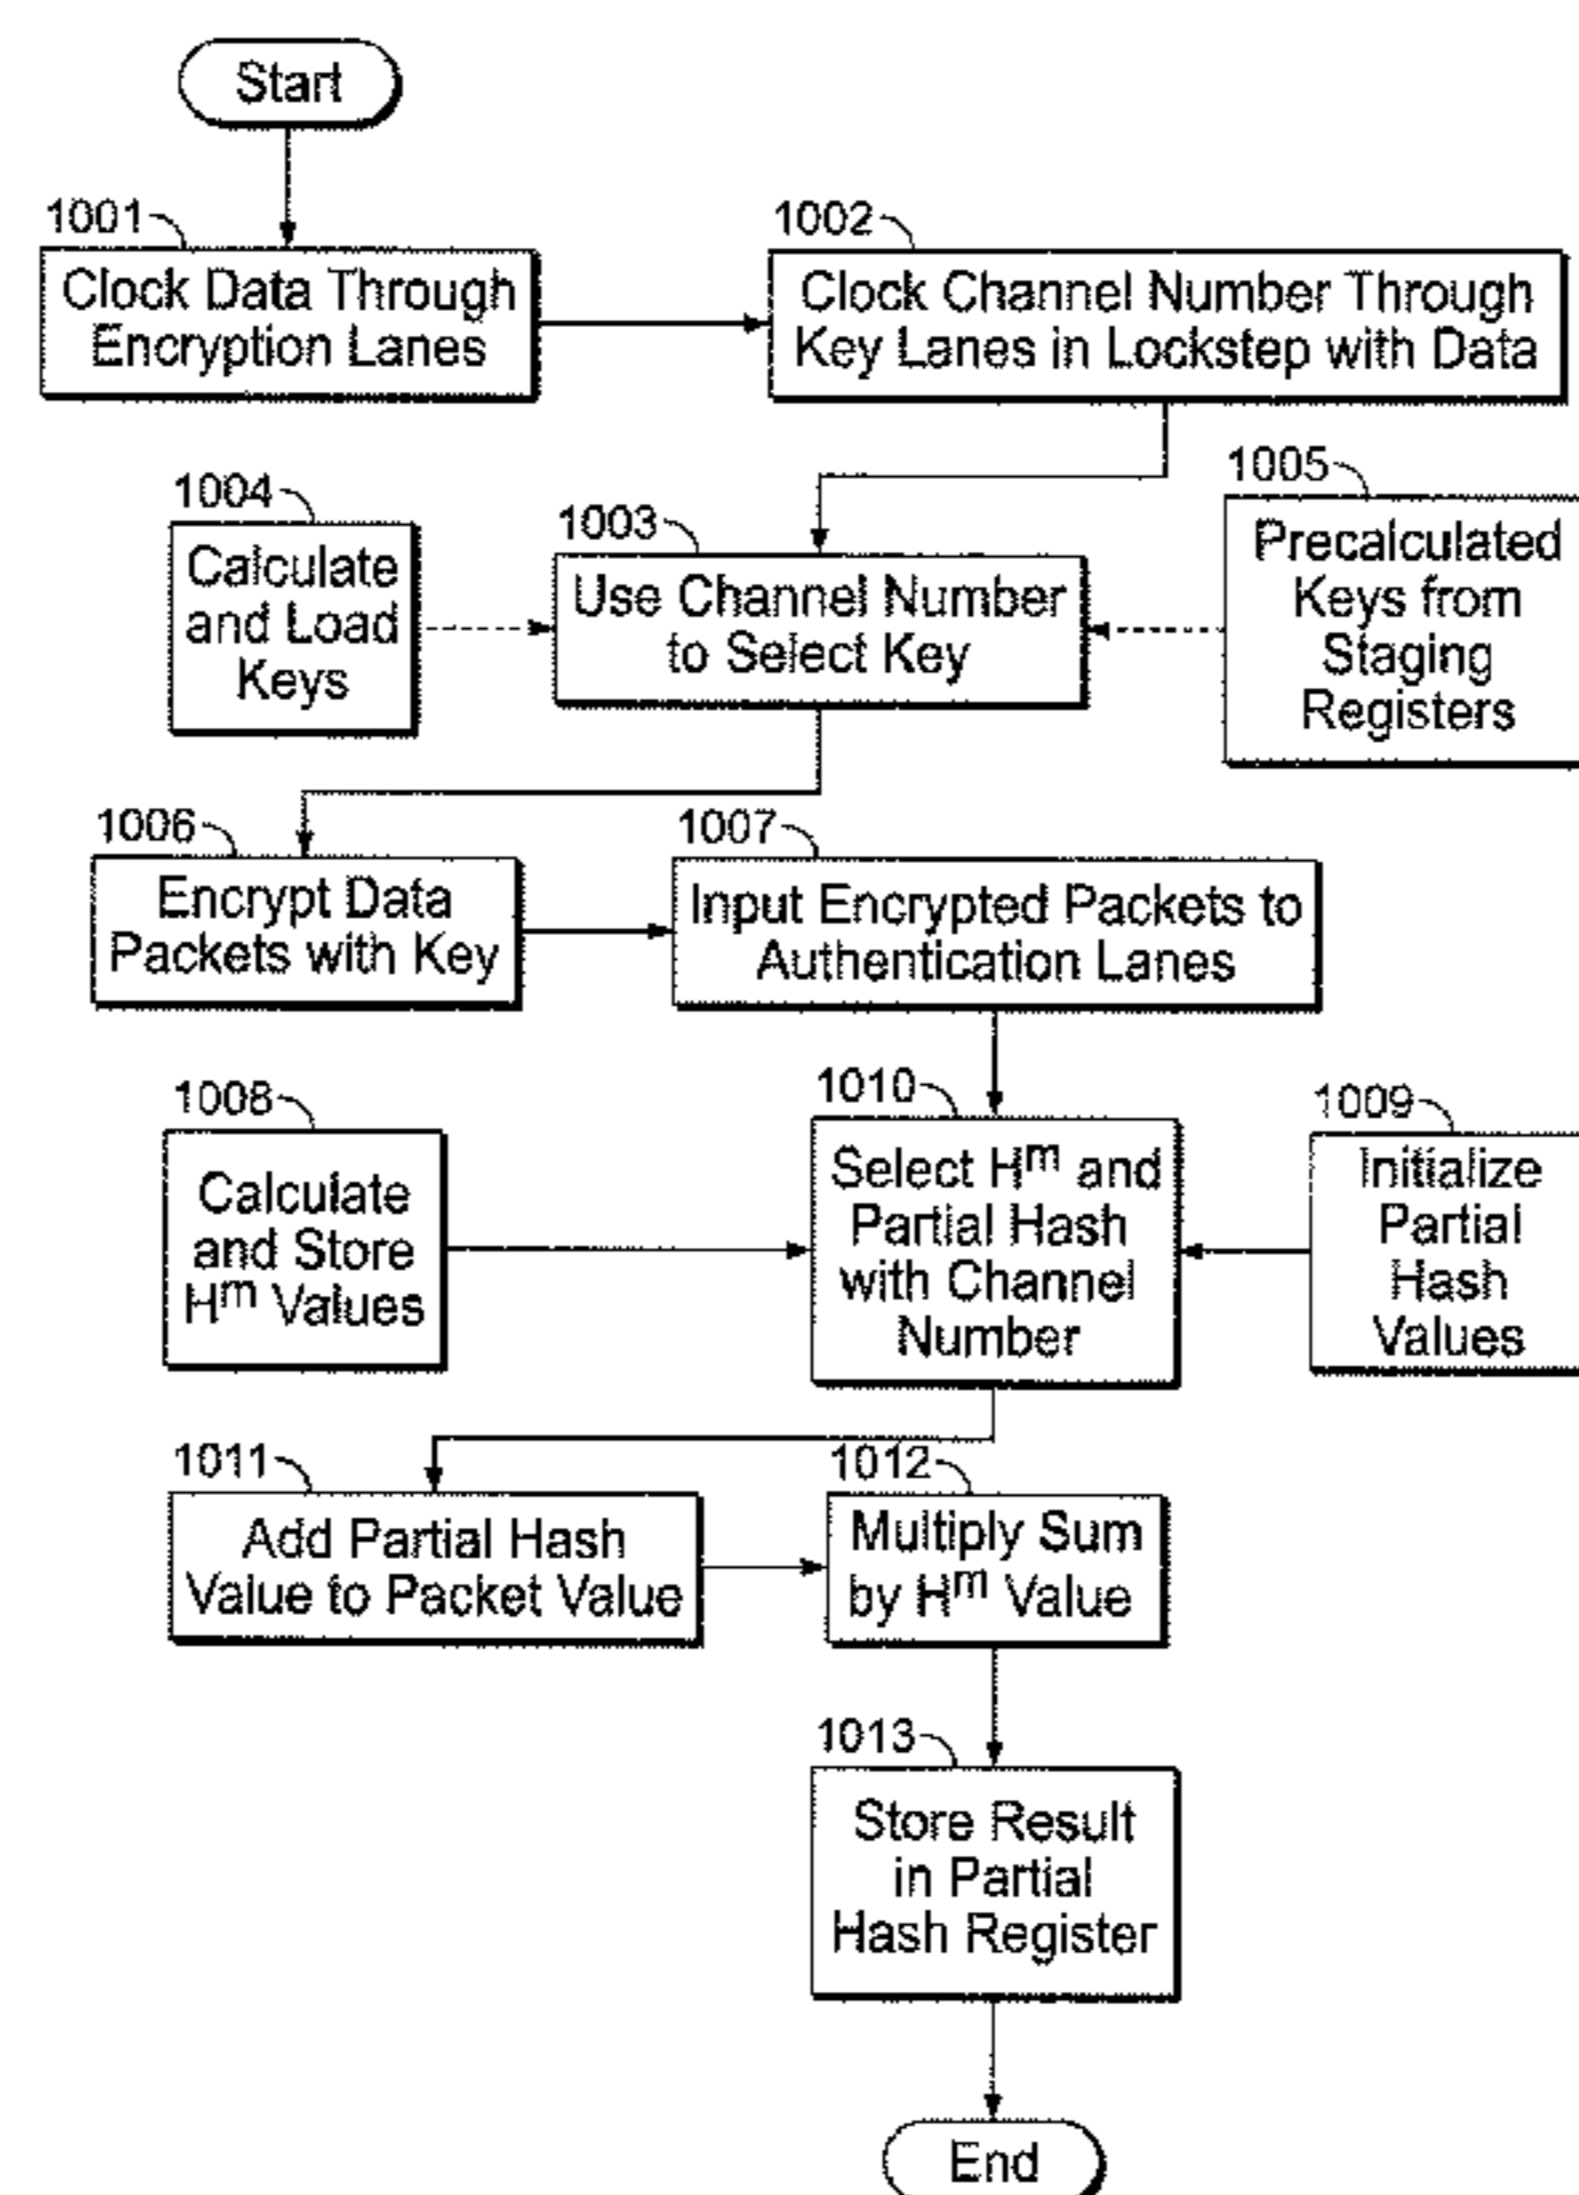 Start
1001
Clock Data Through
Encryption Lanes
1002
Clock Channel Number Through
Key Lanes in Lockstep with Data
1004
Calculate
and Load
Keys
1003
Use Channel Number
to Select Key
1005
Precalculated
Keys from
Staging
Registers
1006
Encrypt Data
Packets with Key
1007
Input Encrypted Packets to
Authentication Lanes
1008
Calculate
and Store
Hᵐ Values
1010
Select Hᵐ and
Partial Hash
with Channel
Number
1009
Initialize
Partial
Hash
Values
1011
Add Partial Hash
Value to Packet Value
1012
Multiply Sum
by Hᵐ Value
1013
Store Result
in Partial
Hash Register
End